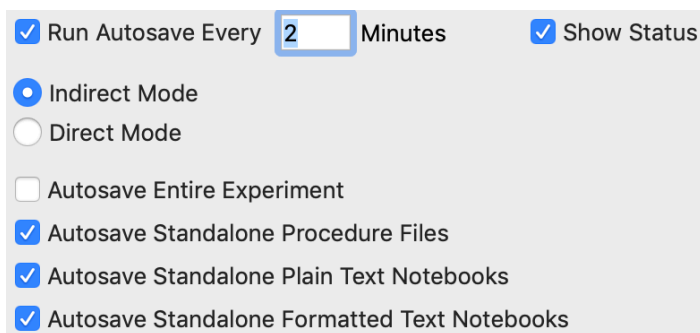 Run Autosave Every 2 Minutes Show Status
Indirect Mode
Direct Mode
Autosave Entire Experiment
Autosave Standalone Procedure Files
Autosave Standalone Plain Text Notebooks
Autosave Standalone Formatted Text Notebooks